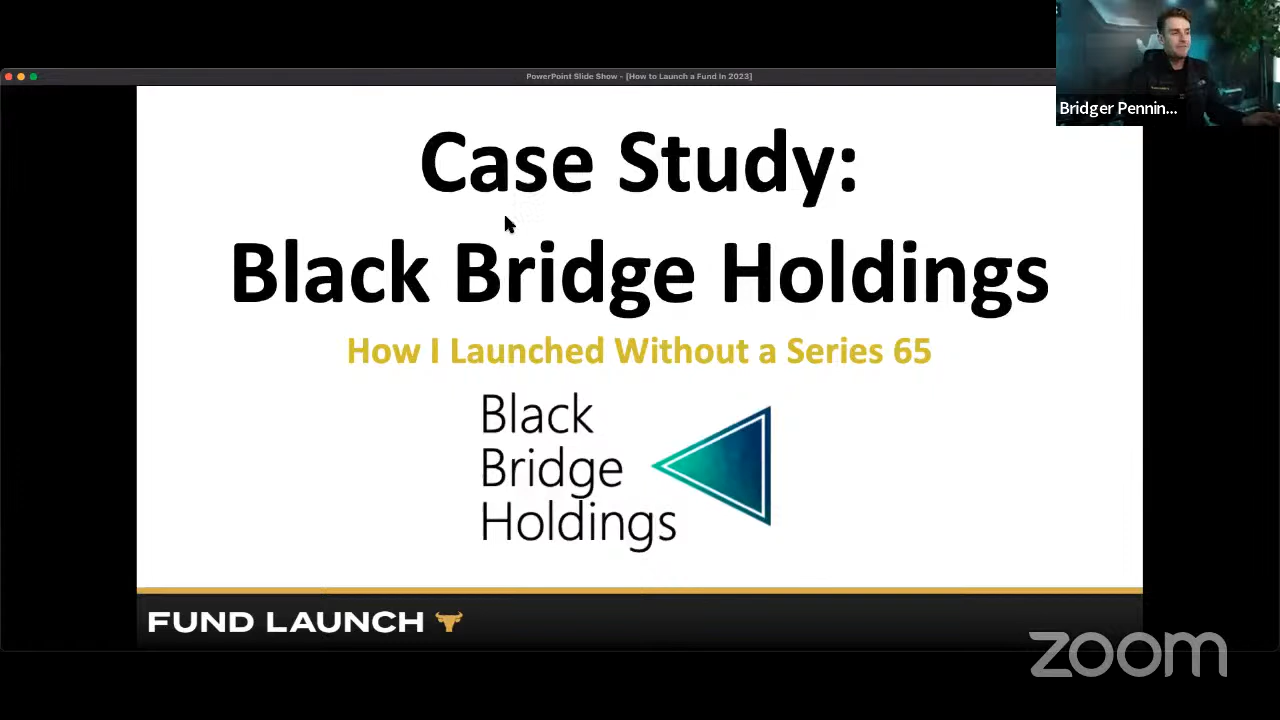 PowerPoint Slide Show - [How to Launch a Fund In 2023]
Bridger Pennin...
Case Study:
Black Bridge Holdings
How I Launched Without a Series 65
Black
Bridge
Holdings
FUND LAUNCH
zoom